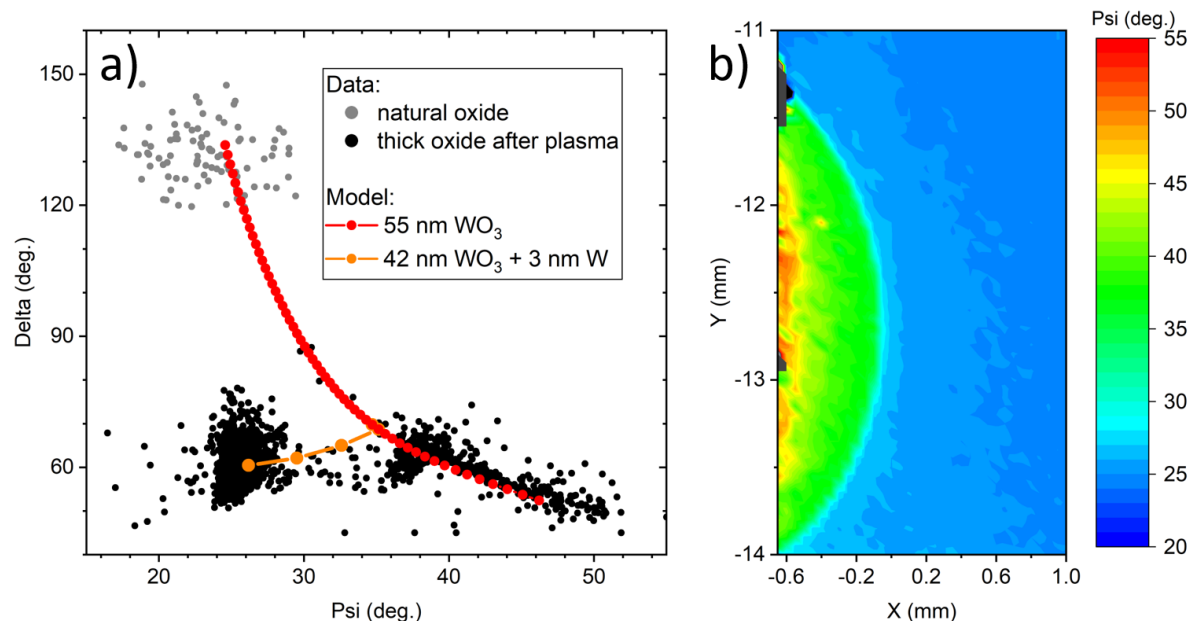 a)
150
120
90
60
Delta (deg.)
20
30
40
50
Psi (deg.)
Data:
natural oxide
thick oxide after plasma
Model:
55 nm WO₃
42 nm WO₃ + 3 nm W
b)
-11
-12
-13
-14
Y (mm)
-0.6
-0.2
0.2
0.6
1.0
X (mm)
Psi (deg.)
55
50
45
40
35
30
25
20